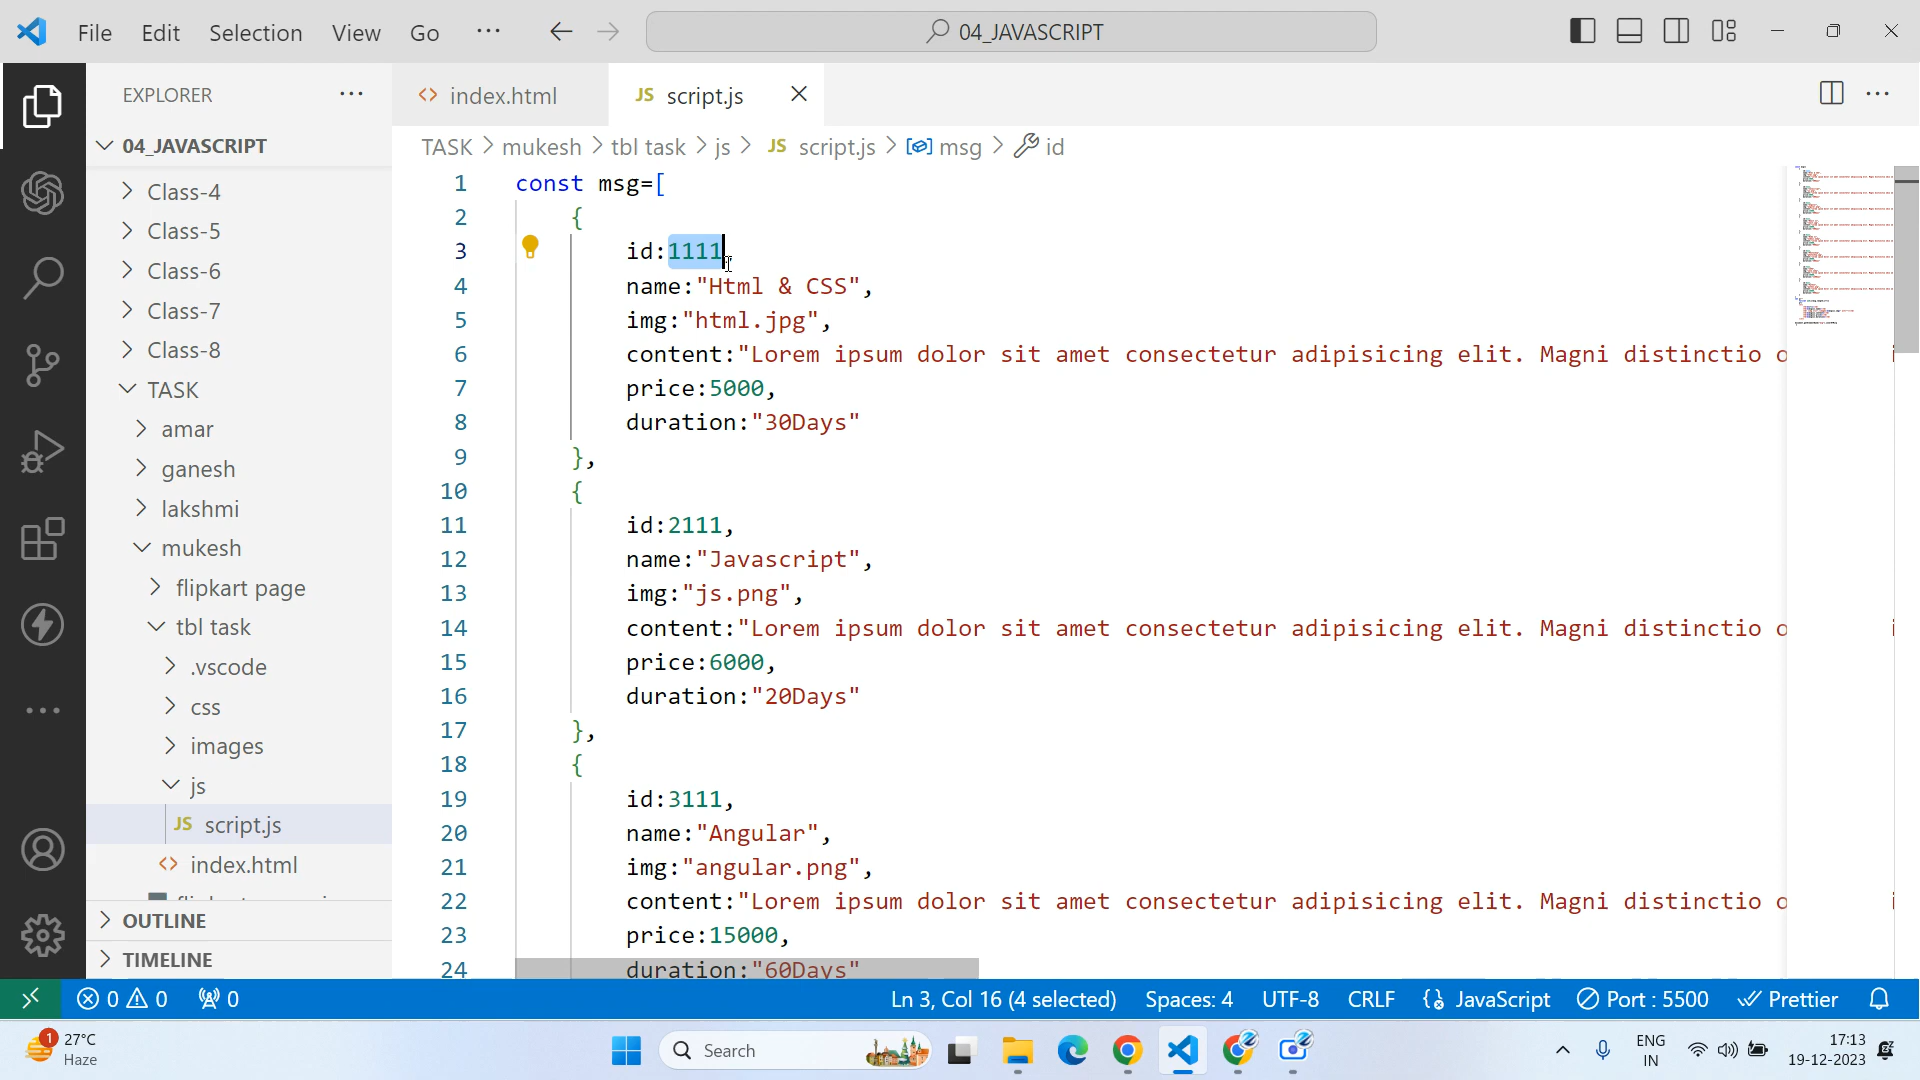 File Edit Selection View Go ··· 04_JAVASCRIPT
EXPLORER ···
index.html
JS script.js
04_JAVASCRIPT
TASK > mukesh > tbl task > js > JS script.js > msg > id
Class-4
Class-5
Class-6
Class-7
Class-8
TASK
amar
ganesh
lakshmi
mukesh
flipkart page
tbl task
.vscode
css
images
js
JS script.js
index.html
OUTLINE
TIMELINE
1 const msg=[
2 {
3 id:1111,
4 name:"Html & CSS",
5 img:"html.jpg",
6 content:"Lorem ipsum dolor sit amet consectetur adipisicing elit. Magni distinctio
7 price:5000,
8 duration:"30Days"
9 },
10 {
11 id:2111,
12 name:"Javascript",
13 img:"js.png",
14 content:"Lorem ipsum dolor sit amet consectetur adipisicing elit. Magni distinctio
15 price:6000,
16 duration:"20Days"
17 },
18 {
19 id:3111,
20 name:"Angular",
21 img:"angular.png",
22 content:"Lorem ipsum dolor sit amet consectetur adipisicing elit. Magni distinctio
23 price:15000,
24 duration:"60Days"
0 0 0 Ln 3, Col 16 (4 selected) Spaces: 4 UTF-8 CRLF JavaScript Port : 5500 Prettier
1 27°C
Haze
Search
ENG
IN
17:13
19-12-2023